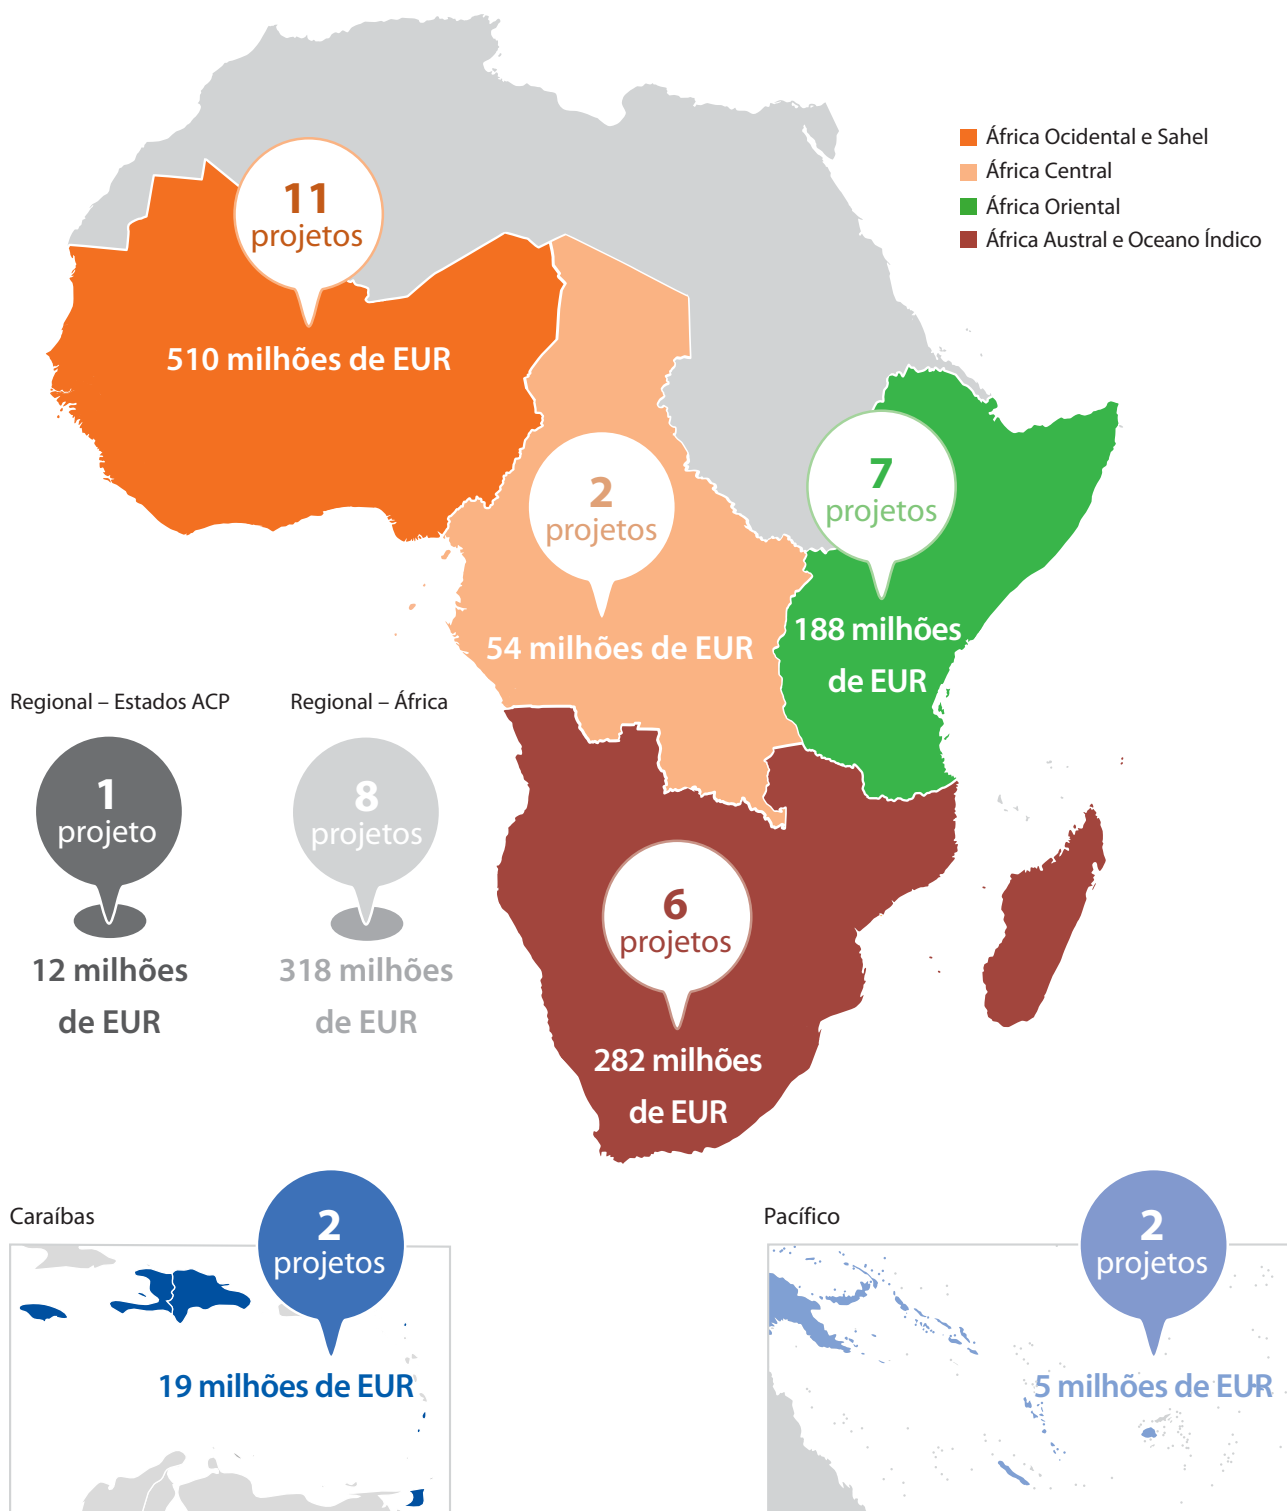 África Ocidental e Sahel
África Central
África Oriental
África Austral e Oceano Índico
11
projetos
510 milhões de EUR
2
projetos
54 milhões de EUR
7
projetos
188 milhões
de EUR
Regional – Estados ACP
1
projeto
12 milhões
de EUR
Regional – África
8
projetos
318 milhões
de EUR
6
projetos
282 milhões
de EUR
Caraíbas
2
projetos
19 milhões de EUR
Pacífico
2
projetos
5 milhões de EUR